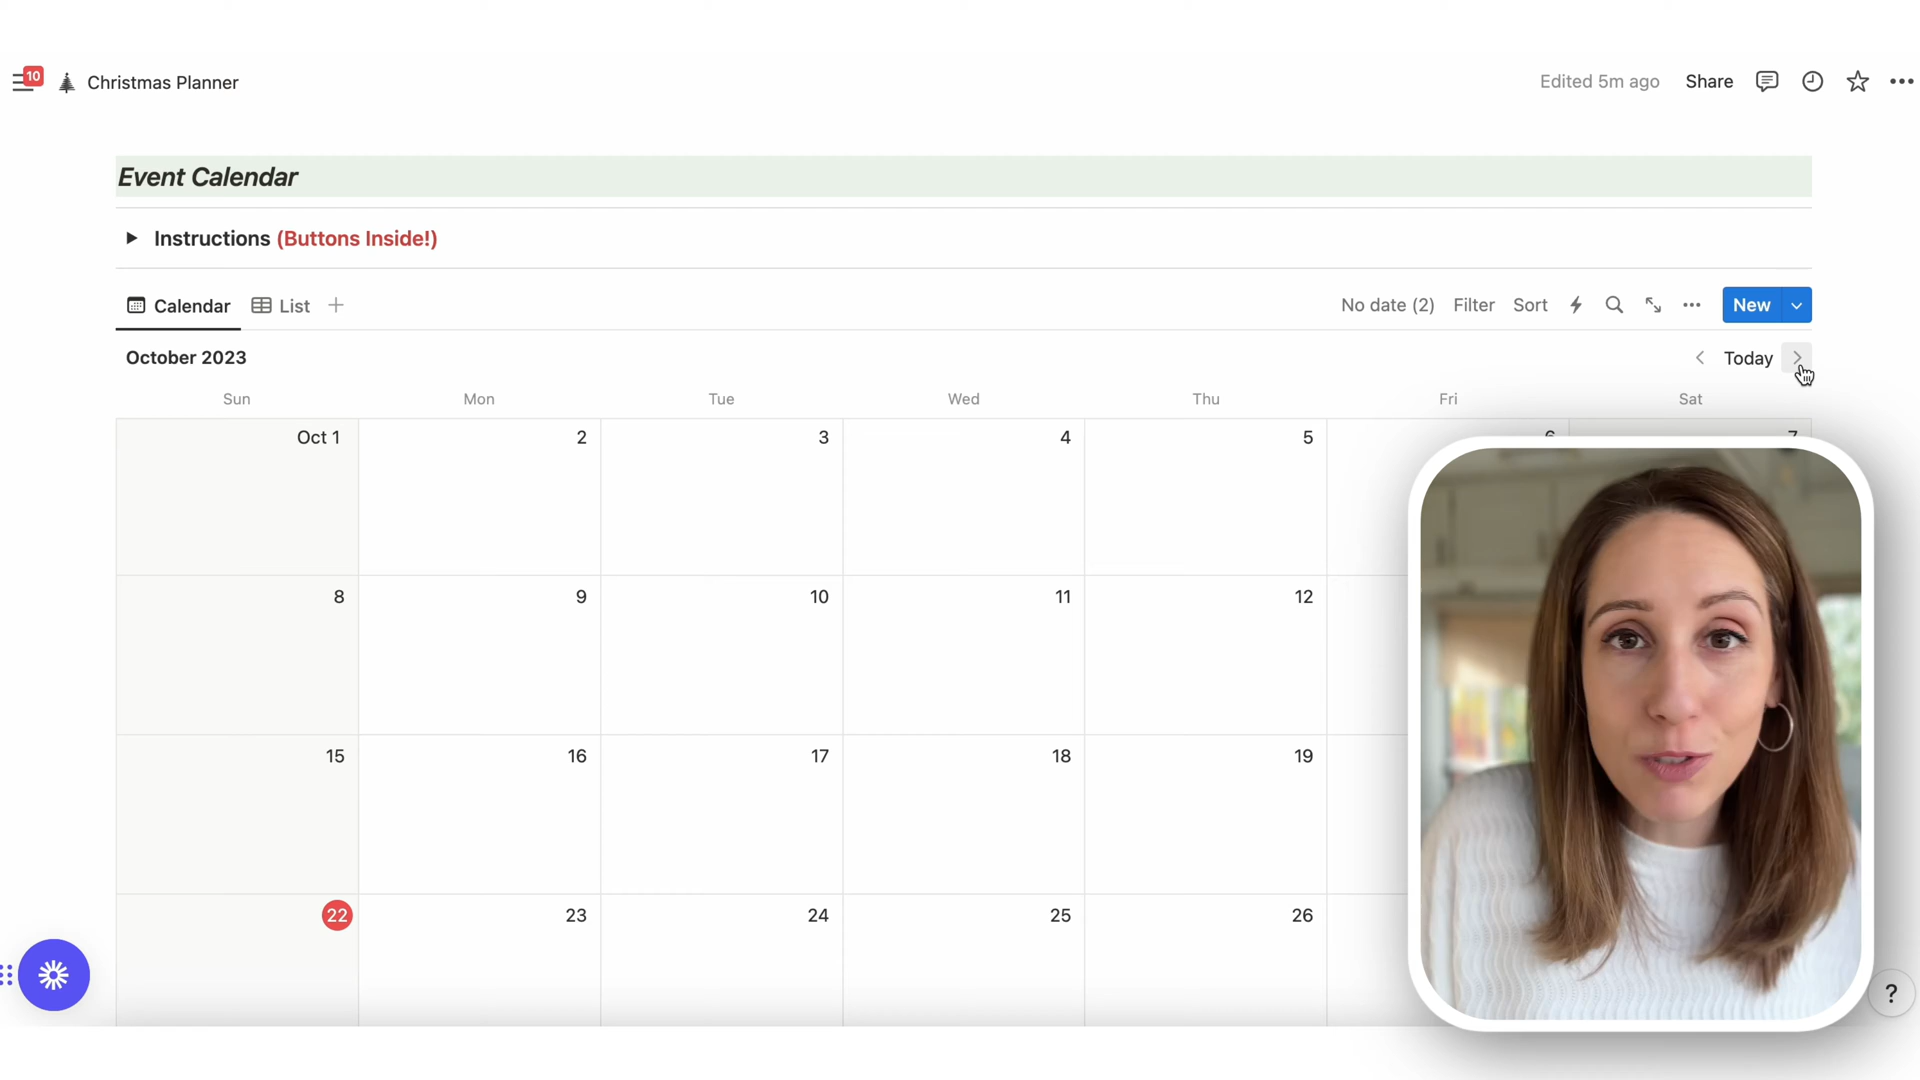 10
Christmas Planner
Edited 5m ago Share
Event Calendar
Instructions (Buttons Inside!)
Calendar List
No date (2) Filter Sort New
October 2023
Today
Sun Mon Tue Wed Thu Fri Sat
Oct 1 2 3 4 5 6 7
8 9 10 11 12
15 16 17 18 19
22 23 24 25 26
?